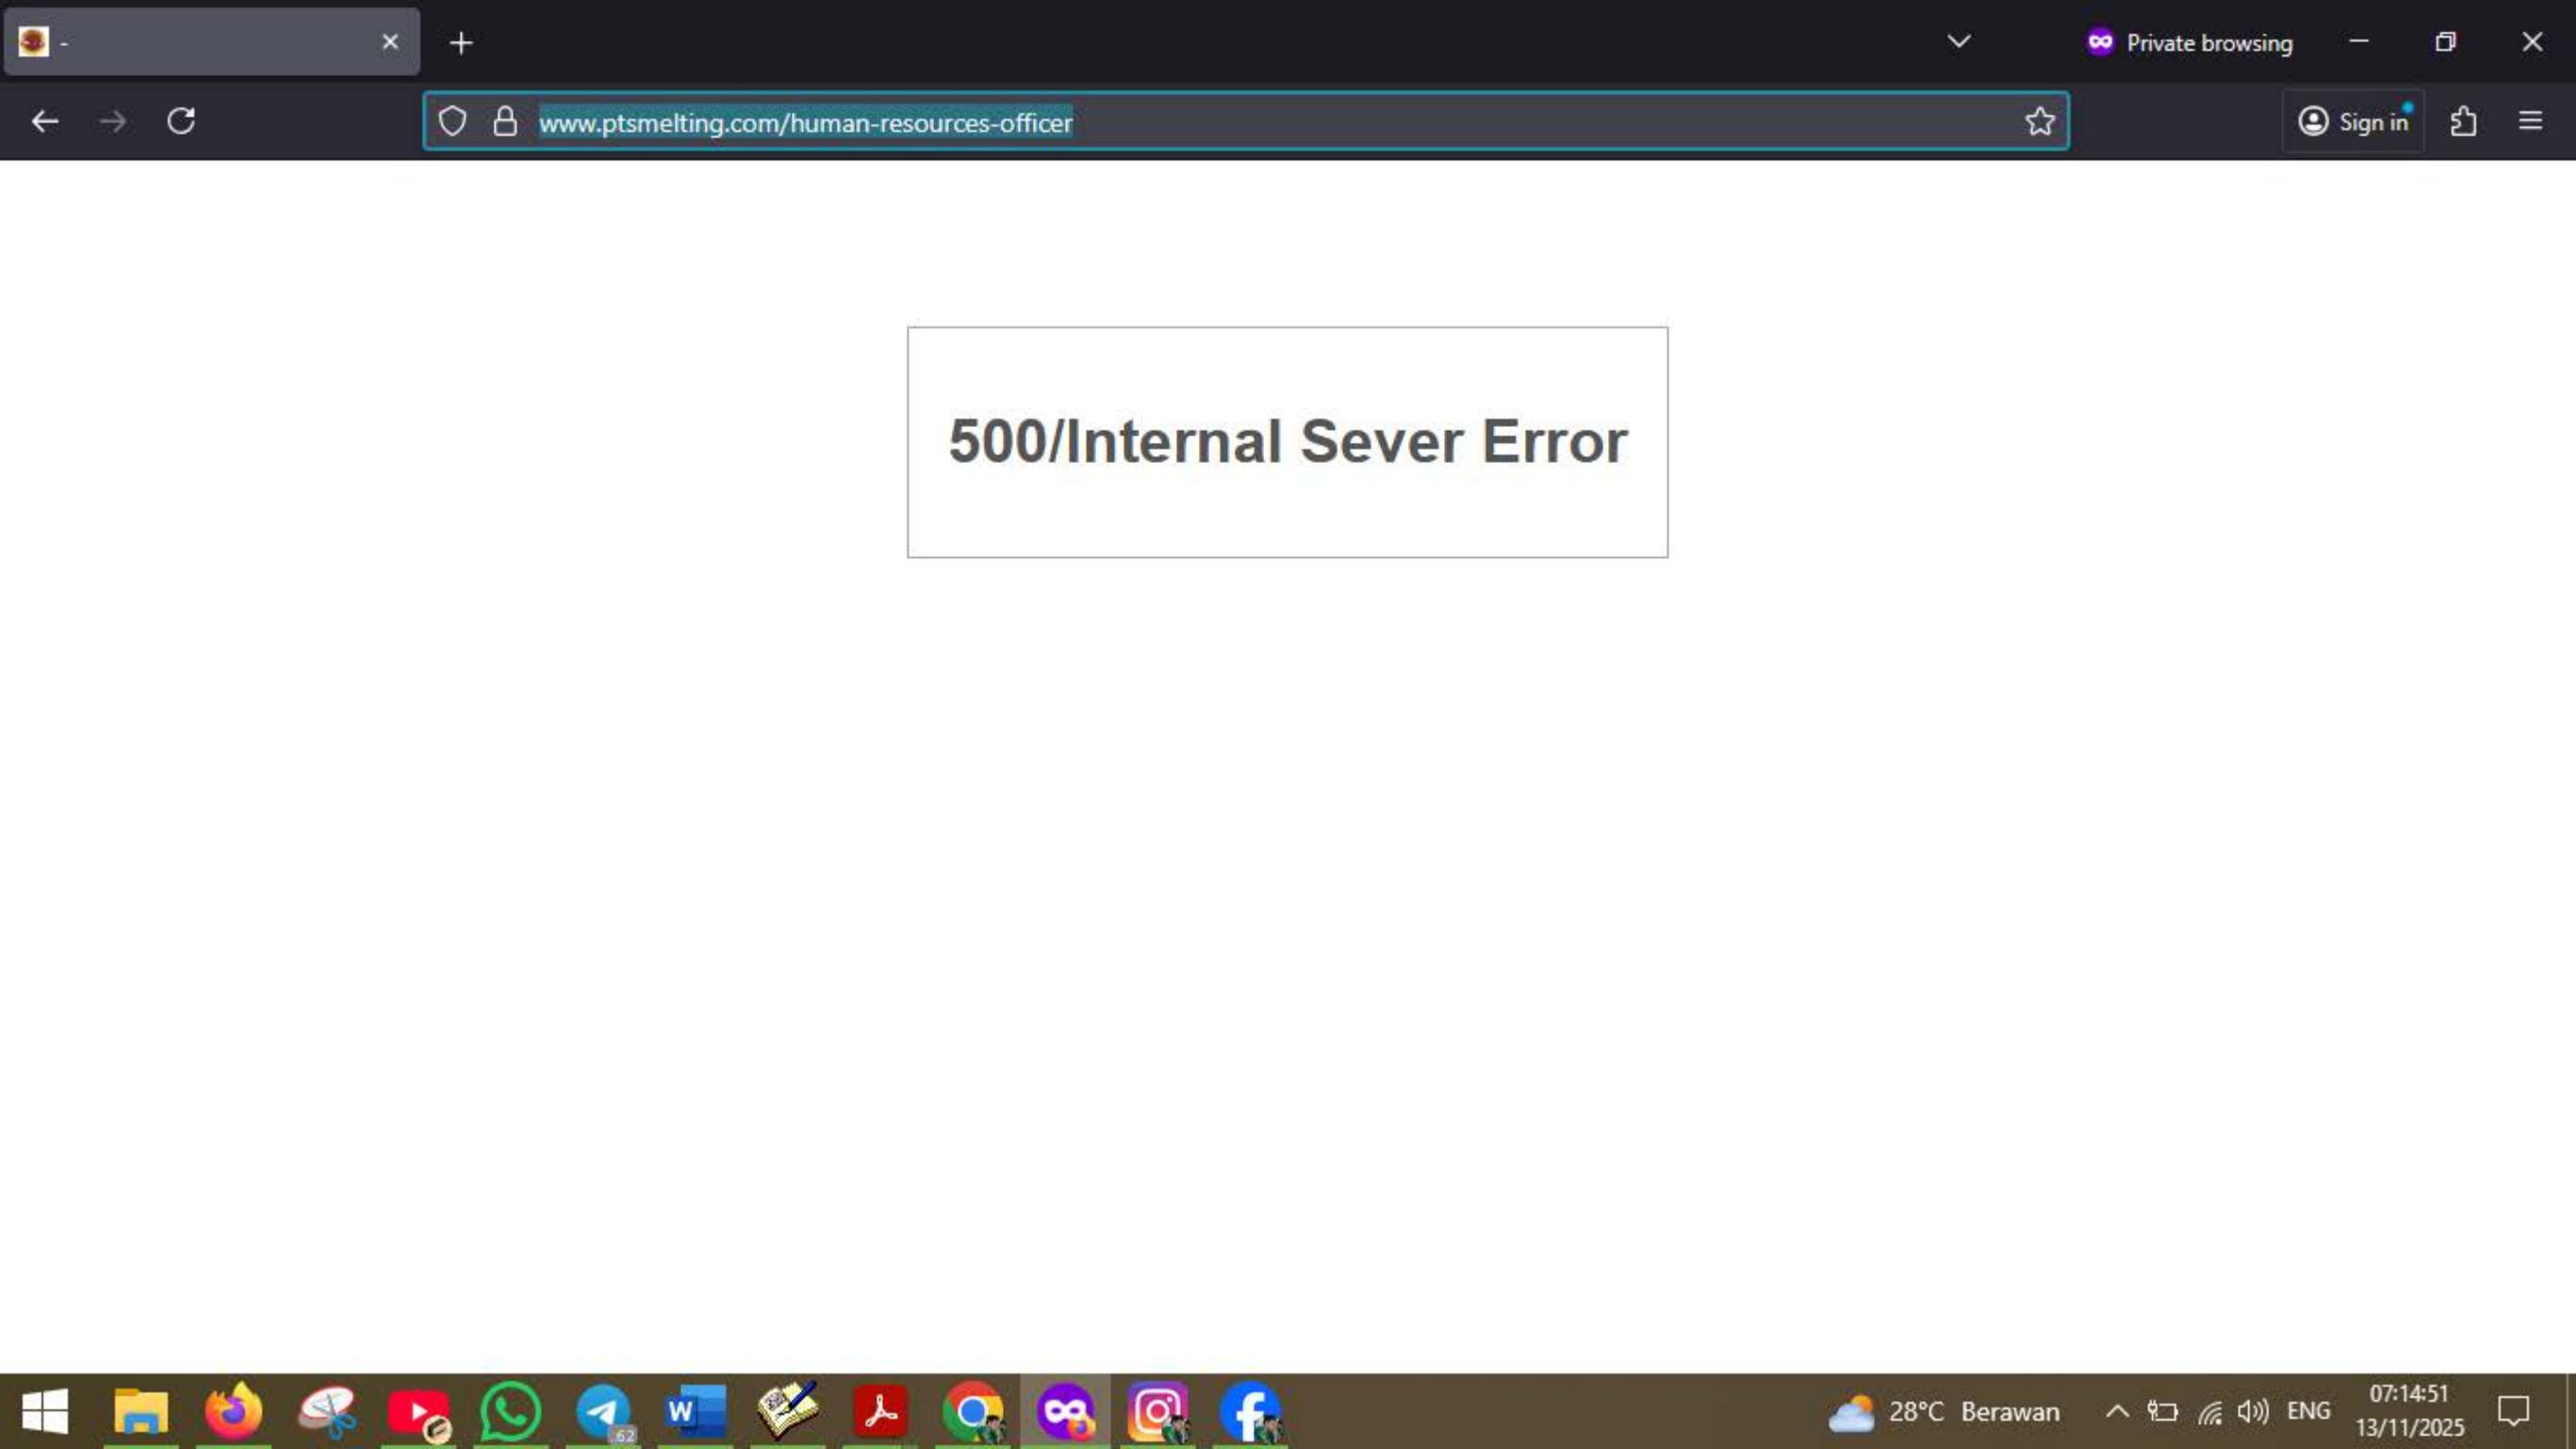 -
Private browsing
www.ptsmelting.com/human-resources-officer
Sign in
500/Internal Sever Error
62
28°C Berawan
ENG
07:14:51
13/11/2025